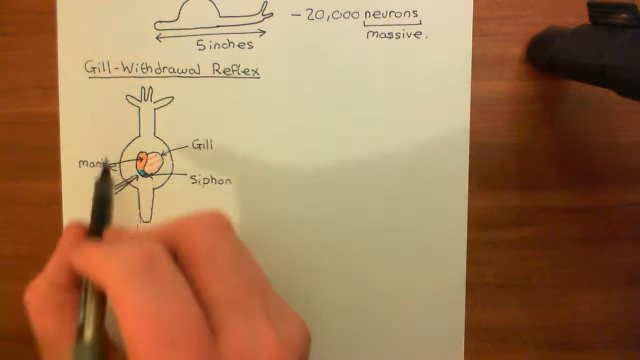 - 20,000 neurons
massive.
5 inches
Gill-Withdrawal Reflex
Gill
Siphon